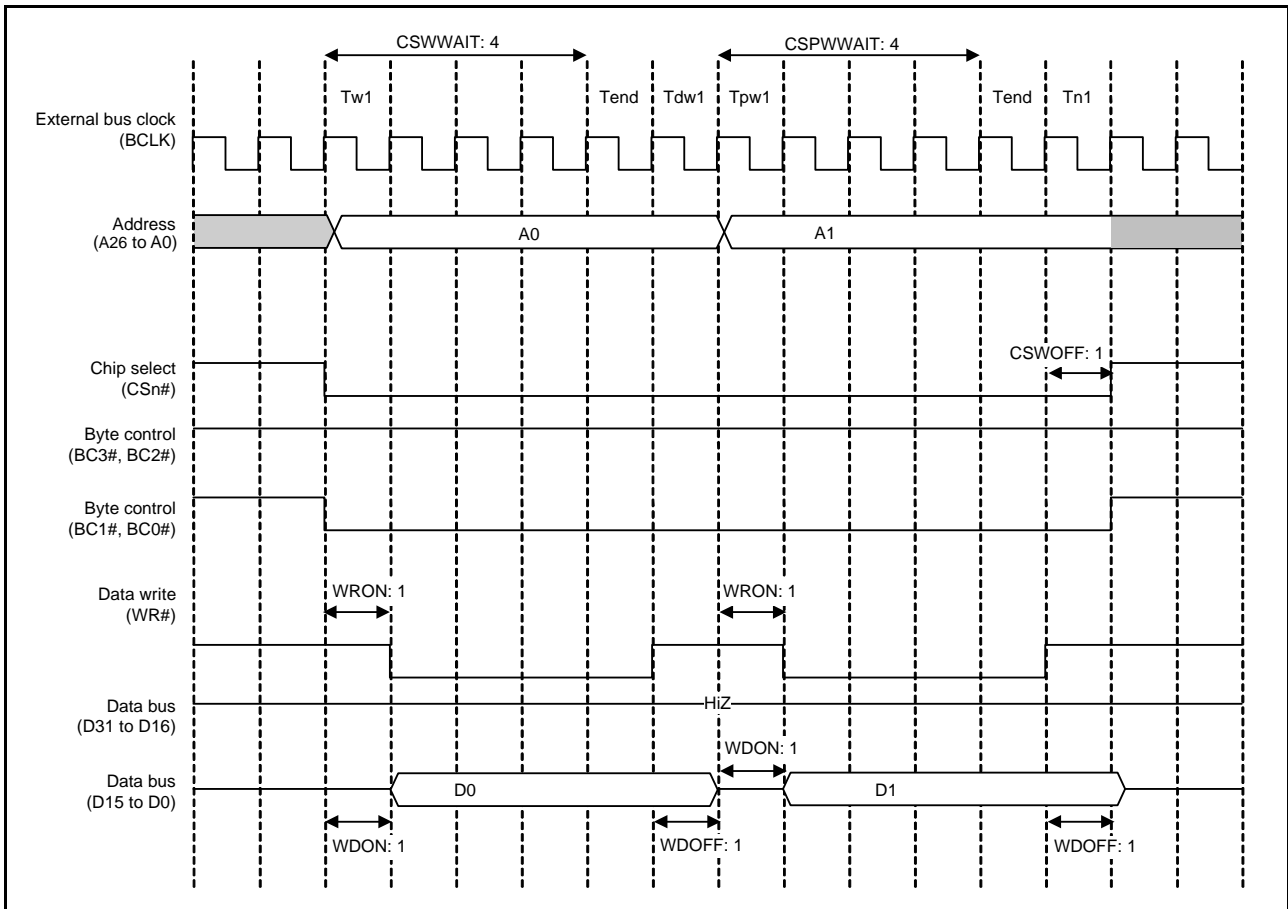 CSWWAIT: 4
CSPWWAIT: 4
Tw1
Tend
Tdw1
Tpw1
Tend
Tn1
External bus clock
(BCLK)
Address
(A26 to A0)
A0
A1
CSWOFF: 1
Chip select
(CSn#)
Byte control
(BC3#, BC2#)
Byte control
(BC1#, BC0#)
Data write
(WR#)
WRON: 1
WRON: 1
Data bus
(D31 to D16)
HiZ
WDON: 1
Data bus
(D15 to D0)
D0
D1
WDON: 1
WDOFF: 1
WDOFF: 1